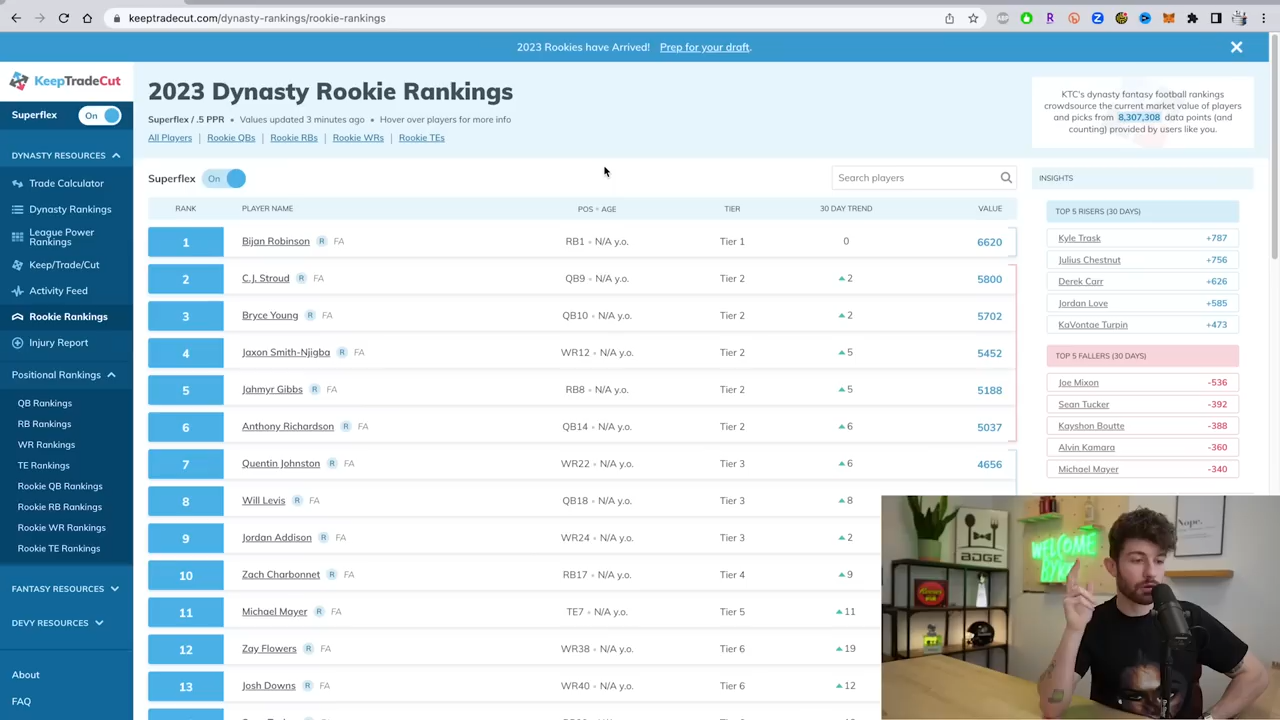 keeptradecut.com/dynasty-rankings/rookie-rankings
2023 Rookies have Arrived! Prep for your draft.
KeepTradeCut
Superflex On
DYNASTY RESOURCES
Trade Calculator
Dynasty Rankings
League Power Rankings
Keep/Trade/Cut
Activity Feed
Rookie Rankings
Injury Report
Positional Rankings
QB Rankings
RB Rankings
WR Rankings
TE Rankings
Rookie QB Rankings
Rookie RB Rankings
Rookie WR Rankings
Rookie TE Rankings
FANTASY RESOURCES
DEVY RESOURCES
About
FAQ
2023 Dynasty Rookie Rankings
Superflex / .5 PPR • Values updated 3 minutes ago • Hover over players for more info
All Players | Rookie QBs | Rookie RBs | Rookie WRs | Rookie TEs
Superflex On
Search players
RANK PLAYER NAME POS • AGE TIER 30 DAY TREND VALUE
1 Bijan Robinson R FA RB1 • N/A y.o. Tier 1 0 6620
2 C.J. Stroud R FA QB9 • N/A y.o. Tier 2 2 5800
3 Bryce Young R FA QB10 • N/A y.o. Tier 2 2 5702
4 Jaxon Smith-Njigba R FA WR12 • N/A y.o. Tier 2 5 5452
5 Jahmyr Gibbs R FA RB8 • N/A y.o. Tier 2 5 5188
6 Anthony Richardson R FA QB14 • N/A y.o. Tier 2 6 5037
7 Quentin Johnston R FA WR22 • N/A y.o. Tier 3 6 4656
8 Will Levis R FA QB18 • N/A y.o. Tier 3 8
9 Jordan Addison R FA WR24 • N/A y.o. Tier 3 2
10 Zach Charbonnet R FA RB17 • N/A y.o. Tier 4 9
11 Michael Mayer R FA TE7 • N/A y.o. Tier 5 11
12 Zay Flowers R FA WR38 • N/A y.o. Tier 6 19
13 Josh Downs R FA WR40 • N/A y.o. Tier 6 12
KTC's dynasty fantasy football rankings
crowdsource the current market value of players
and picks from 8,307,308 data points (and
counting) provided by users like you.
INSIGHTS
TOP 5 RISERS (30 DAYS)
Kyle Trask +787
Julius Chestnut +756
Derek Carr +626
Jordan Love +585
KaVontae Turpin +473
TOP 5 FALLERS (30 DAYS)
Joe Mixon -536
Sean Tucker -392
Kayshon Boutte -388
Alvin Kamara -360
Michael Mayer -340
BDGE
WELCOME
Nope.